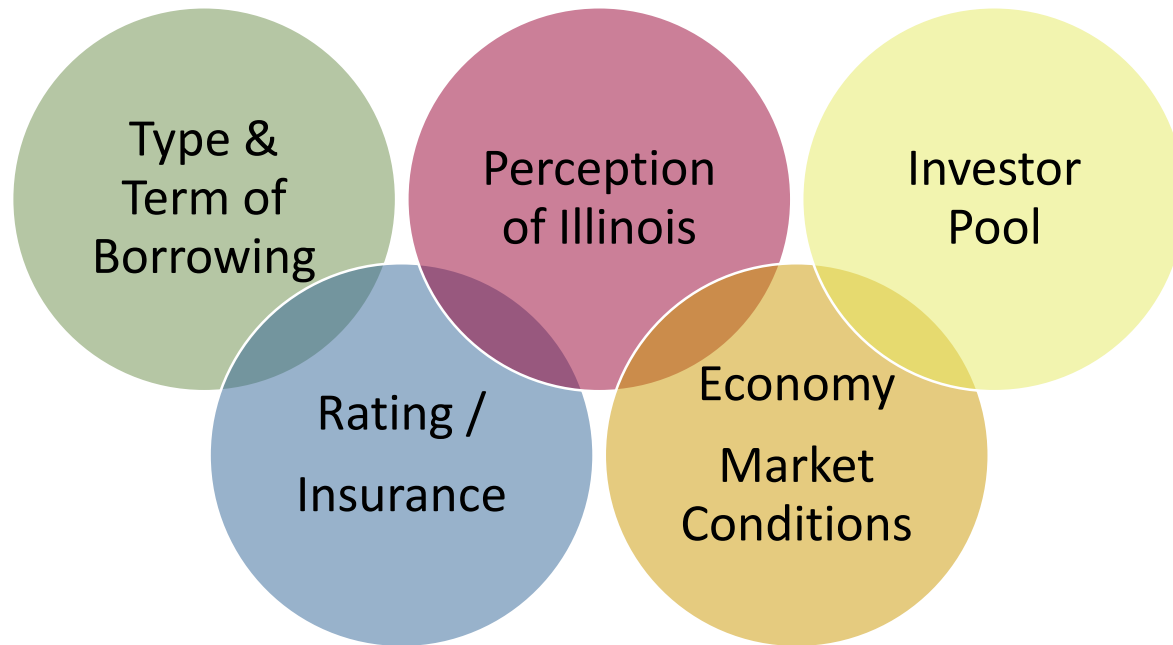 Type &
Term of
Borrowing
Perception
of Illinois
Investor
Pool
Rating /
Insurance
Economy
Market
Conditions